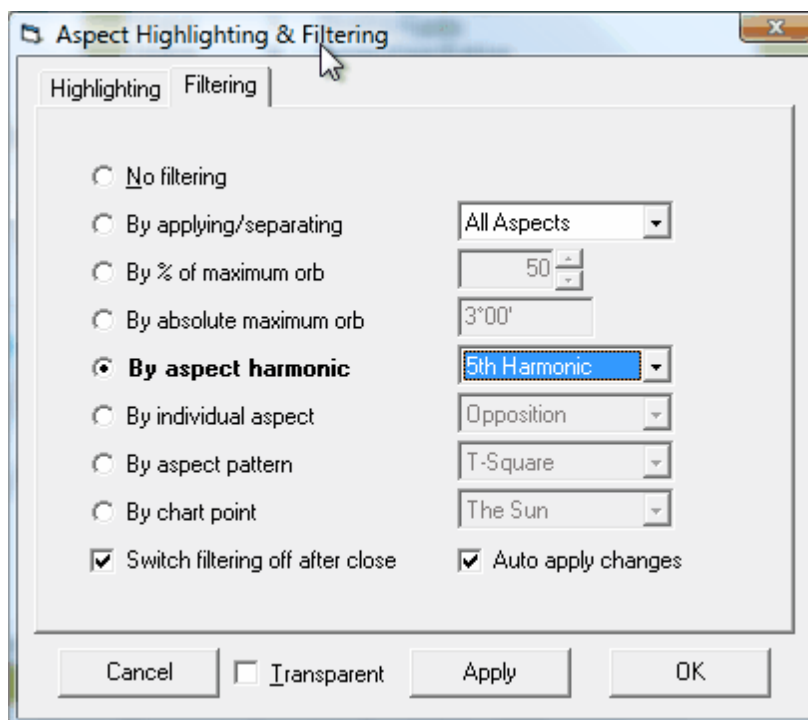 Aspect Highlighting & Filtering
Highlighting Filtering
No filtering
By applying/separating All Aspects
By % of maximum orb 50
By absolute maximum orb 3°00'
By aspect harmonic 5th Harmonic
By individual aspect Opposition
By aspect pattern T-Square
By chart point The Sun
Switch filtering off after close Auto apply changes
Cancel Transparent Apply OK